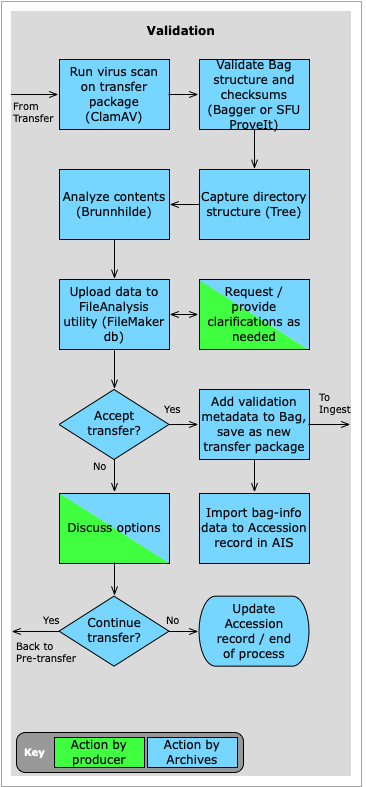 Validation
Run virus scan
on transfer
package
(ClamAV)
Validate Bag
structure and
checksums
(Bagger or SFU
ProveIt)
From
Transfer
Analyze contents
(Brunnhilde)
Capture directory
structure (Tree)
Upload data to
FileAnalysis
utility (FileMaker
db)
Request /
provide
clarifications as
needed
Accept
transfer?
Yes
Add validation
metadata to Bag,
save as new
transfer package
To
Ingest
No
Discuss options
Import bag-info
data to Accession
record in AIS
Continue
transfer?
Yes
No
Back to
Pre-transfer
Update
Accession
record / end
of process
Key
Action by
producer
Action by
Archives